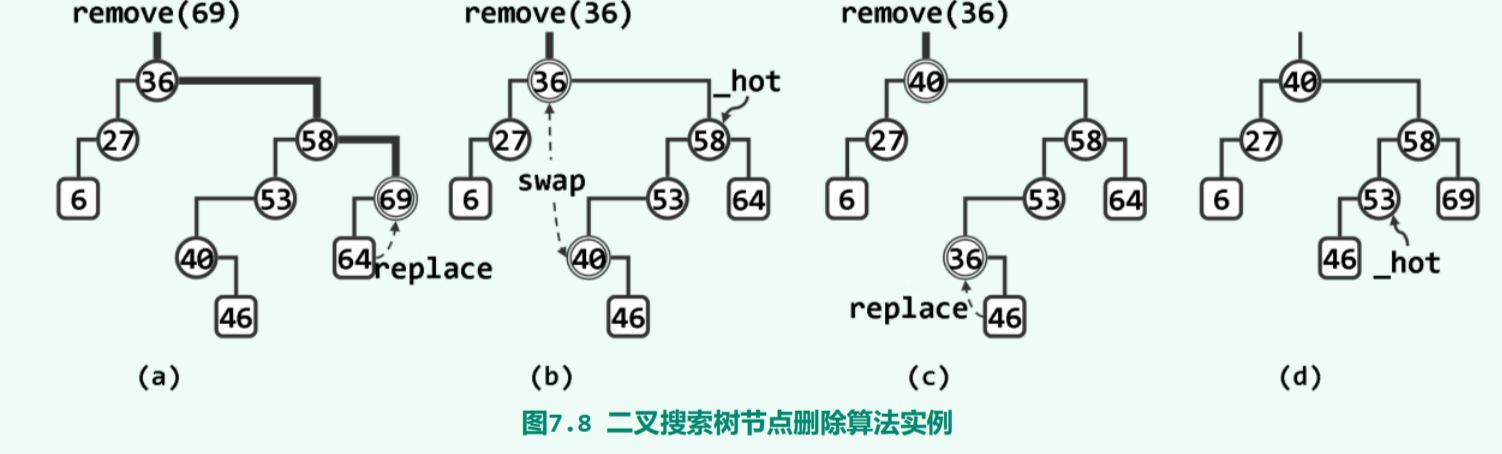 remove(69) remove(36) remove(36)
36 36 40 40
_hot
27 58 27 58 27 58 27 58
swap
6 53 69 6 53 64 6 53 64 6 53 69
40 64 replace 40 36 46 _hot
replace
46 46 46
(a) (b) (c) (d)
图7.8 二叉搜索树节点删除算法实例